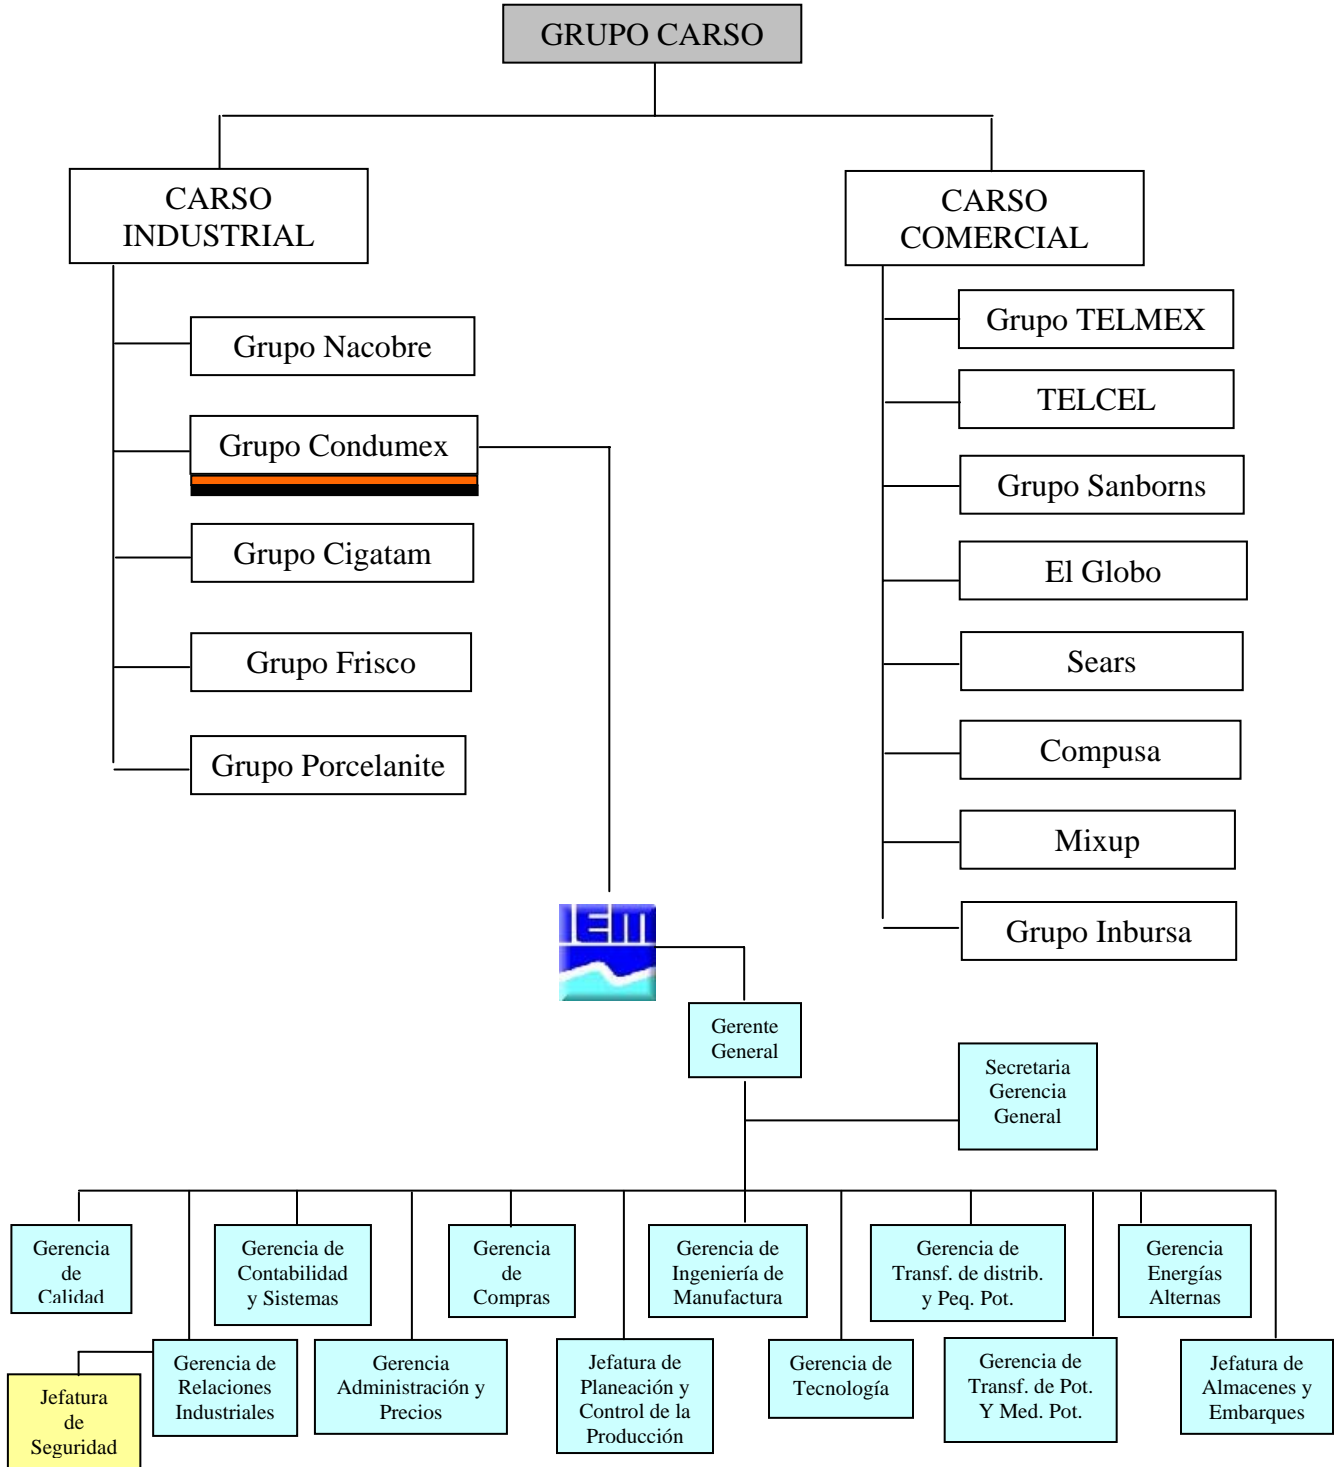 GRUPO CARSO
CARSO
INDUSTRIAL
CARSO
COMERCIAL
Grupo Nacobre
Grupo Condumex
Grupo Cigatam
Grupo Frisco
Grupo Porcelanite
Grupo TELMEX
TELCEL
Grupo Sanborns
El Globo
Sears
Compusa
Mixup
Grupo Inbursa
IEM
Gerente
General
Secretaria
Gerencia
General
Gerencia
de
Calidad
Gerencia de
Contabilidad
y Sistemas
Gerencia
de
Compras
Gerencia de
Ingeniería de
Manufactura
Gerencia de
Transf. de distrib.
y Peq. Pot.
Gerencia
Energías
Alternas
Jefatura
de
Seguridad
Gerencia de
Relaciones
Industriales
Gerencia
Administración y
Precios
Jefatura de
Planeación y
Control de la
Producción
Gerencia de
Tecnología
Gerencia de
Transf. de Pot.
Y Med. Pot.
Jefatura de
Almacenes y
Embarques